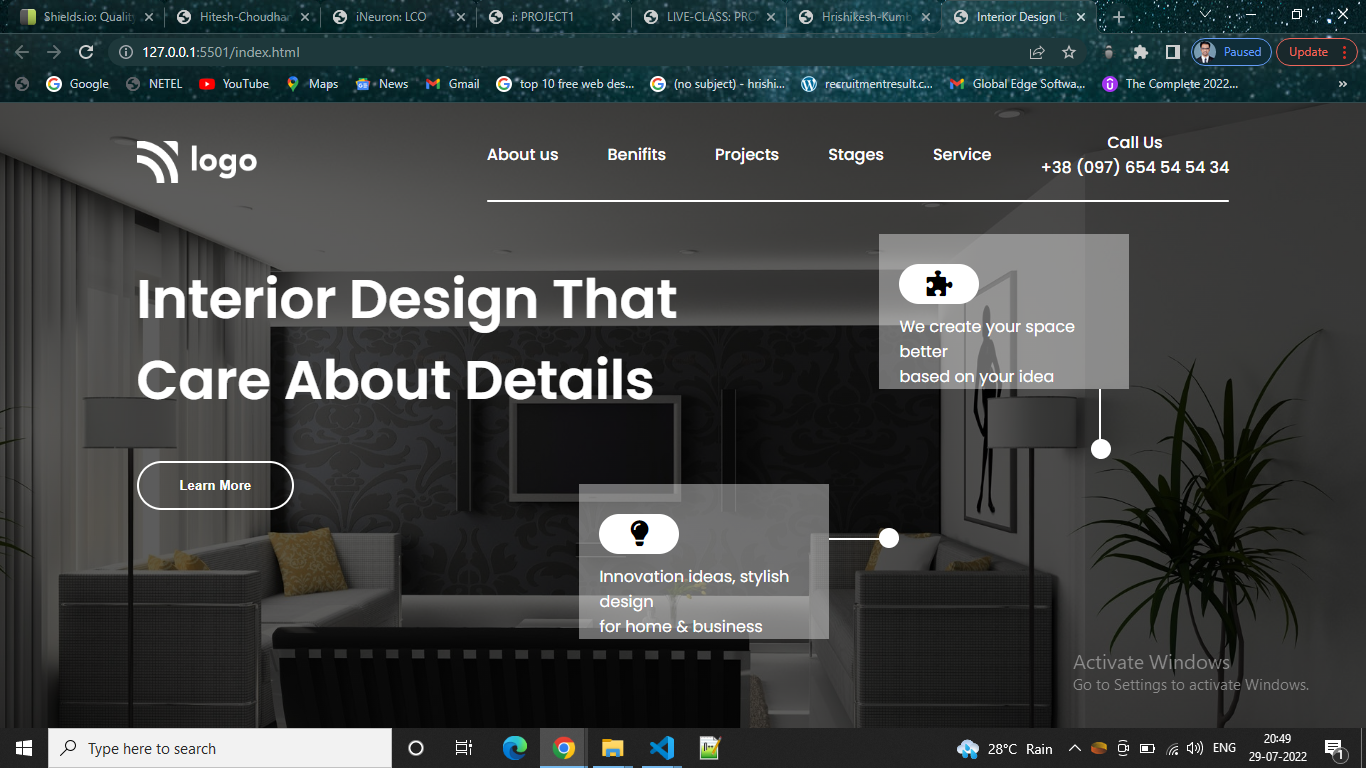 Shields.io: Quality
Hitesh-Choudhar
iNeuron: LCO
i: PROJECT1
LIVE-CLASS: PRO
Hrishikesh-Kumb
Interior Design L
127.0.0.1:5501/index.html
Paused
Update
Google
NETEL
YouTube
Maps
News
Gmail
top 10 free web des...
(no subject) - hrishi...
recruitmentresult.c...
Global Edge Softwa...
The Complete 2022...
»
logo
About us
Benifits
Projects
Stages
Service
Call Us
+38 (097) 654 54 54 34
Interior Design That
Care About Details
Learn More
We create your space
better
based on your idea
Innovation ideas, stylish
design
for home & business
Activate Windows
Go to Settings to activate Windows.
Type here to search
28°C Rain
ENG
20:49
29-07-2022
1